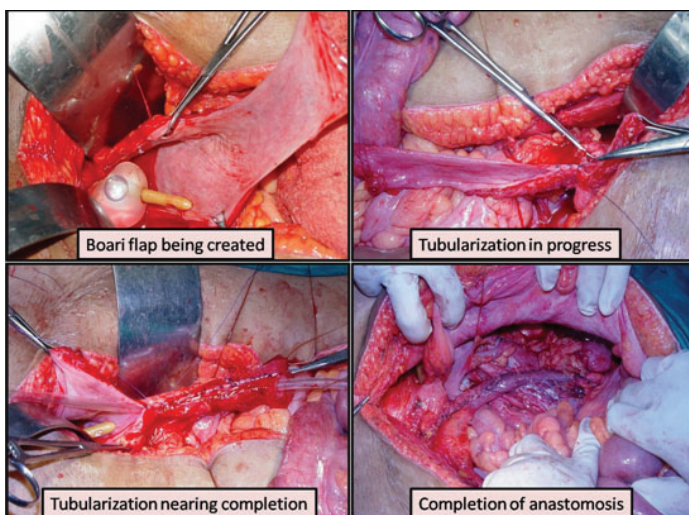 Boari flap being created
Tubularization in progress
Tubularization nearing completion
Completion of anastomosis